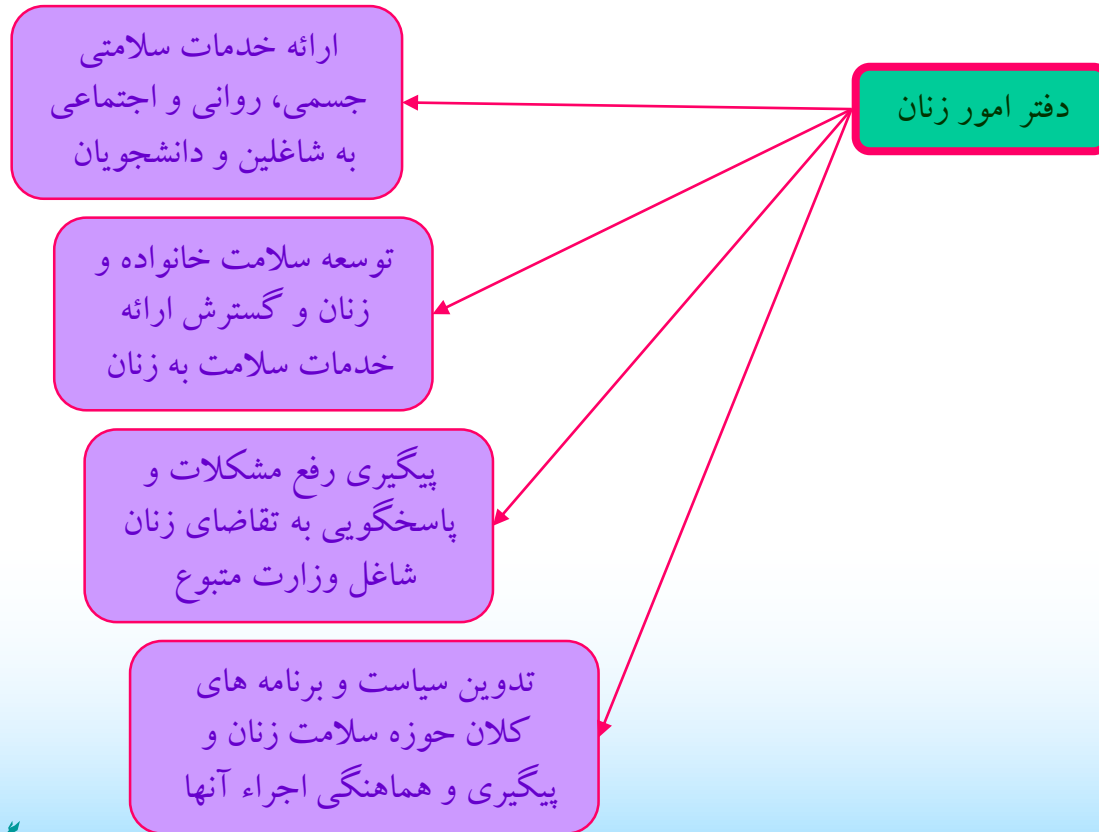 دفتر امور زنان
ارائه خدمات سلامتی
جسمی، روانی و اجتماعی
به شاغلین و دانشجویان
توسعه سلامت خانواده و
زنان و گسترش ارائه
خدمات سلامت به زنان
پیگیری رفع مشکلات و
پاسخگویی به تقاضای زنان
شاغل وزارت متبوع
تدوین سیاست و برنامه های
کلان حوزه سلامت زنان و
پیگیری و هماهنگی اجراء آنها